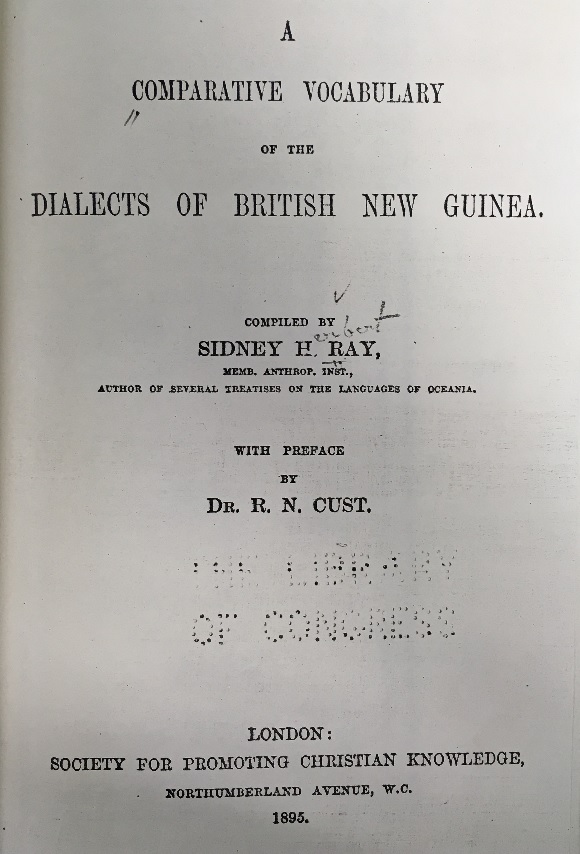 A
COMPARATIVE VOCABULARY
OF THE
DIALECTS OF BRITISH NEW GUINEA.
COMPILED BY
erbert
SIDNEY H. RAY,
MEMB. ANTHROP. INST.,
AUTHOR OF SEVERAL TREATISES ON THE LANGUAGES OF OCEANIA.
WITH PREFACE
BY
DR. R. N. CUST.
THE LIBRARY
OF CONGRESS
LONDON:
SOCIETY FOR PROMOTING CHRISTIAN KNOWLEDGE,
NORTHUMBERLAND AVENUE, W.C.
1895.